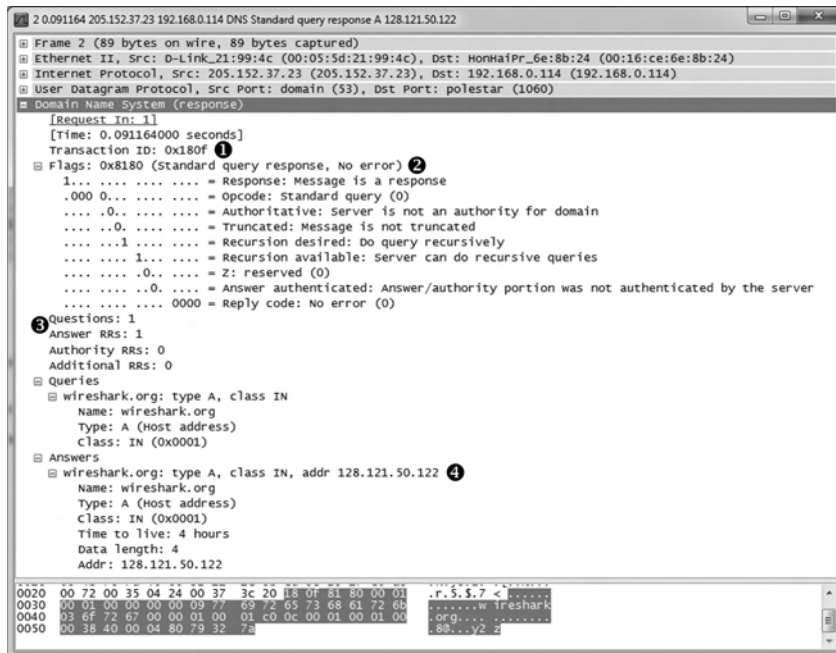 2 0.091164 205.152.37.23 192.168.0.114 DNS Standard query response A 128.121.50.122
Frame 2 (89 bytes on wire, 89 bytes captured)
Ethernet II, Src: D-Link_21:99:4c (00:05:5d:21:99:4c), Dst: HonHaiPr_6e:8b:24 (00:16:ce:6e:8b:24)
Internet Protocol, Src: 205.152.37.23 (205.152.37.23), Dst: 192.168.0.114 (192.168.0.114)
User Datagram Protocol, Src Port: domain (53), Dst Port: polestar (1060)
Domain Name System (response)
[Request In: 1]
[Time: 0.091164000 seconds]
Transaction ID: 0x180f ❶
Flags: 0x8180 (Standard query response, No error) ❷
1... .... .... .... = Response: Message is a response
.000 0... .... .... = Opcode: Standard query (0)
.... .0.. .... .... = Authoritative: Server is not an authority for domain
.... ..0. .... .... = Truncated: Message is not truncated
.... ...1 .... .... = Recursion desired: Do query recursively
.... .... 1... .... = Recursion available: Server can do recursive queries
.... .... .0.. .... = Z: reserved (0)
.... .... ..0. .... = Answer authenticated: Answer/authority portion was not authenticated by the server
.... .... .... 0000 = Reply code: No error (0)
❸ Questions: 1
Answer RRs: 1
Authority RRs: 0
Additional RRs: 0
Queries
wireshark.org: type A, class IN
Name: wireshark.org
Type: A (Host address)
Class: IN (0x0001)
Answers
wireshark.org: type A, class IN, addr 128.121.50.122 ❹
Name: wireshark.org
Type: A (Host address)
Class: IN (0x0001)
Time to live: 4 hours
Data length: 4
Addr: 128.121.50.122
0020 00 72 00 35 04 24 00 37 3c 20 18 0f 81 80 00 01 .r.5.$.7 < ......
0030 00 01 00 00 00 00 09 77 69 72 65 73 68 61 72 6b .......w ireshark
0040 03 6f 72 67 00 00 01 00 01 c0 0c 00 01 00 01 00 .org.... ........
0050 00 38 40 00 04 80 79 32 7a .8@...y2 z